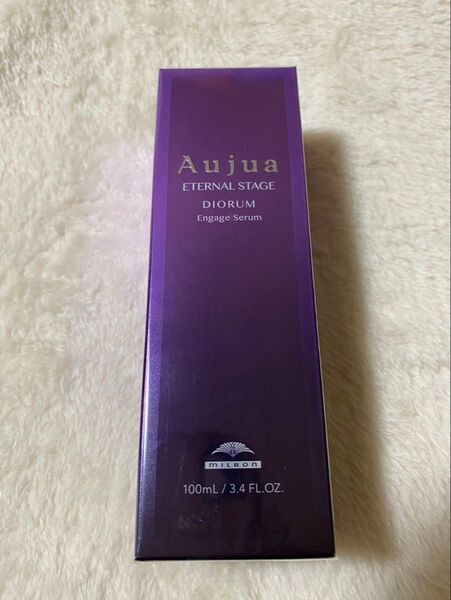 Aujua
ETERNAL STAGE
DIORUM
Engage Serum
MILBON
100mL / 3.4 FL.OZ.